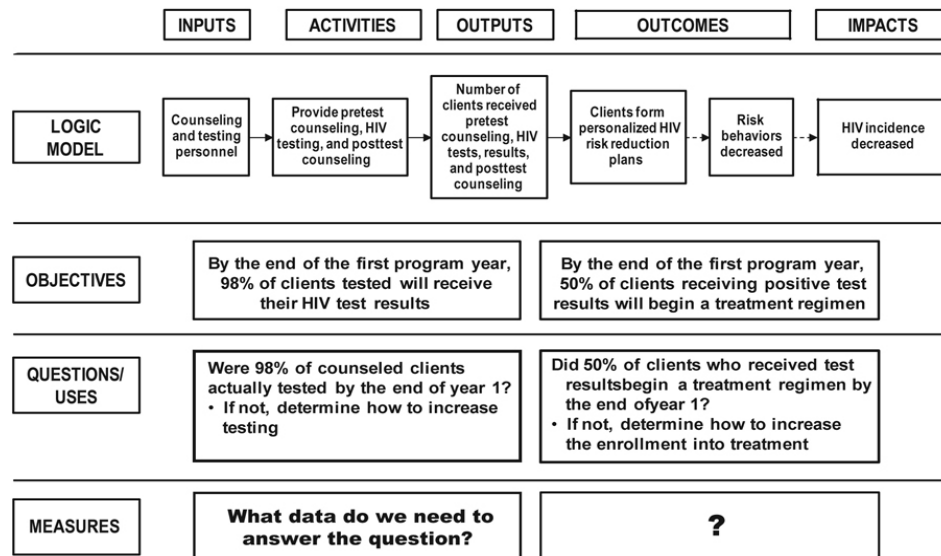 INPUTS
ACTIVITIES
OUTPUTS
OUTCOMES
IMPACTS
LOGIC
MODEL
Counseling
and testing
personnel
Provide pretest
counseling, HIV
testing, and posttest
counseling
Number of
clients received
pretest
counseling, HIV
tests, results,
and posttest
counseling
Clients form
personalized HIV
risk reduction
plans
Risk
behaviors
decreased
HIV incidence
decreased
OBJECTIVES
By the end of the first program year,
98% of clients tested will receive
their HIV test results
By the end of the first program year,
50% of clients receiving positive test
results will begin a treatment regimen
QUESTIONS/
USES
Were 98% of counseled clients
actually tested by the end of year 1?
• If not, determine how to increase
testing
Did 50% of clients who received test
resultsbegin a treatment regimen by
the end ofyear 1?
• If not, determine how to increase
the enrollment into treatment
MEASURES
What data do we need to
answer the question?
?